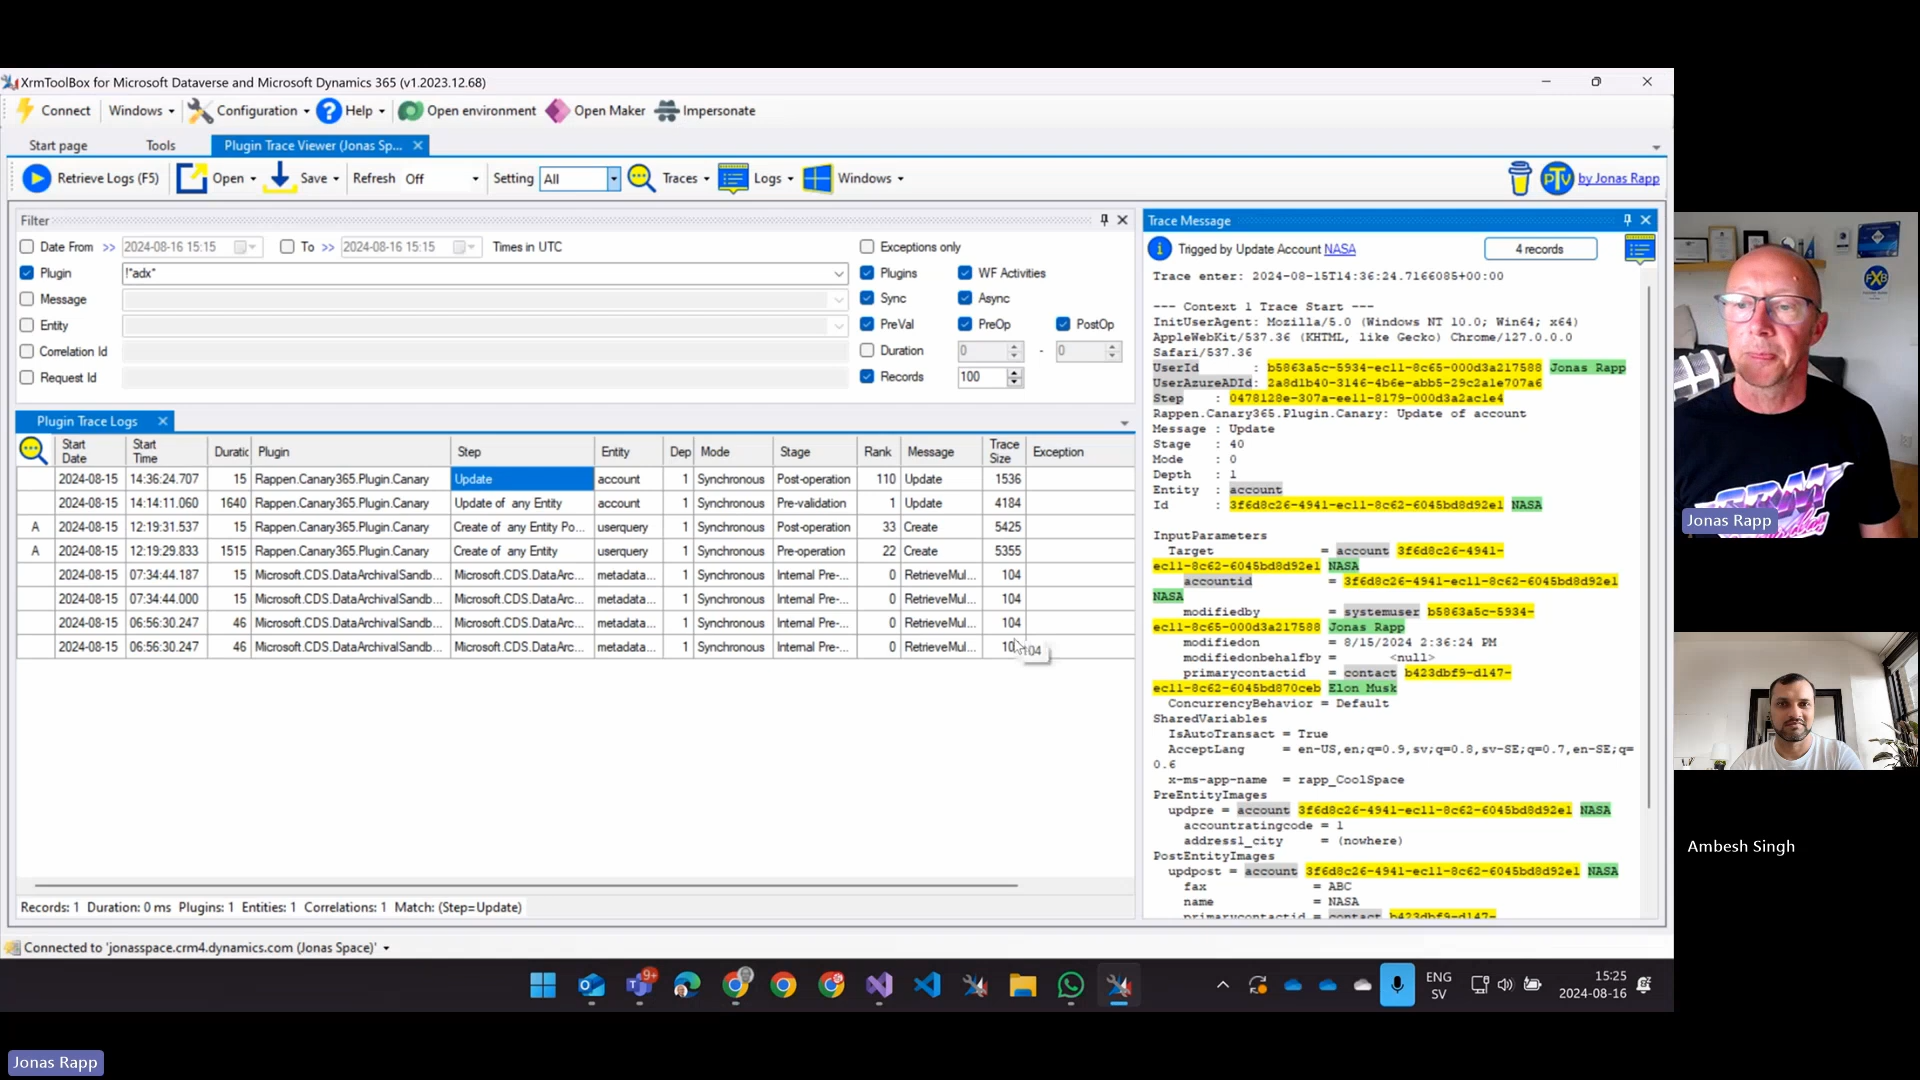 XrmToolBox for Microsoft Dataverse and Microsoft Dynamics 365 (v1.2023.12.68)
Connect Windows Configuration Help Open environment Open Maker Impersonate
Start page Tools Plugin Trace Viewer (Jonas Sp...
Retrieve Logs (F5) Open Save Refresh Off Setting All Traces Logs Windows PTV by Jonas Rapp
Filter
Date From >> 2024-08-16 15:15 To >> 2024-08-16 15:15 Times in UTC Exceptions only
Plugin !*adx* Plugins WF Activities
Message Sync Async
Entity PreVal PreOp PostOp
Correlation Id Duration 0 - 0
Request Id Records 100
Plugin Trace Logs
Start Date Start Time Duratic Plugin Step Entity Dep Mode Stage Rank Message Trace Size Exception
2024-08-15 14:36:24.707 15 Rappen.Canary365.Plugin.Canary Update account 1 Synchronous Post-operation 110 Update 1536
2024-08-15 14:14:11.060 1640 Rappen.Canary365.Plugin.Canary Update of any Entity account 1 Synchronous Pre-validation 1 Update 4184
A 2024-08-15 12:19:31.537 15 Rappen.Canary365.Plugin.Canary Create of any Entity Po... userquery 1 Synchronous Post-operation 33 Create 5425
A 2024-08-15 12:19:29.833 1515 Rappen.Canary365.Plugin.Canary Create of any Entity userquery 1 Synchronous Pre-operation 22 Create 5355
2024-08-15 07:34:44.187 15 Microsoft.CDS.DataArchivalSandb... Microsoft.CDS.DataArc... metadata... 1 Synchronous Internal Pre-... 0 RetrieveMul... 104
2024-08-15 07:34:44.000 15 Microsoft.CDS.DataArchivalSandb... Microsoft.CDS.DataArc... metadata... 1 Synchronous Internal Pre-... 0 RetrieveMul... 104
2024-08-15 06:56:30.247 46 Microsoft.CDS.DataArchivalSandb... Microsoft.CDS.DataArc... metadata... 1 Synchronous Internal Pre-... 0 RetrieveMul... 104
2024-08-15 06:56:30.247 46 Microsoft.CDS.DataArchivalSandb... Microsoft.CDS.DataArc... metadata... 1 Synchronous Internal Pre-... 0 RetrieveMul... 10 104
Records: 1 Duration: 0 ms Plugins: 1 Entities: 1 Correlations: 1 Match: (Step=Update)
Trace Message
Trigged by Update Account NASA 4 records
Trace enter: 2024-08-15T14:36:24.7166085+00:00
--- Context 1 Trace Start ---
InitUserAgent: Mozilla/5.0 (Windows NT 10.0; Win64; x64)
AppleWebKit/537.36 (KHTML, like Gecko) Chrome/127.0.0.0
Safari/537.36
UserId : b5863a5c-5934-ec11-8c65-000d3a217588 Jonas Rapp
UserAzureADId: 2a8d1b40-3146-4b6e-abb5-29c2a1e707a6
Step : 0478128e-307a-ee11-8179-000d3a2ac1e4
Rappen.Canary365.Plugin.Canary: Update of account
Message : Update
Stage : 40
Mode : 0
Depth : 1
Entity : account
Id : 3f6d8c26-4941-ec11-8c62-6045bd8d92e1 NASA
InputParameters
Target = account 3f6d8c26-4941-
ec11-8c62-6045bd8d92e1 NASA
accountid = 3f6d8c26-4941-ec11-8c62-6045bd8d92e1
NASA
modifiedby = systemuser b5863a5c-5934-
ec11-8c65-000d3a217588 Jonas Rapp
modifiedon = 8/15/2024 2:36:24 PM
modifiedonbehalfby = <null>
primarycontactid = contact b423dbf9-d147-
ec11-8c62-6045bd870ceb Elon Musk
ConcurrencyBehavior = Default
SharedVariables
IsAutoTransact = True
AcceptLang = en-US,en;q=0.9,sv;q=0.8,sv-SE;q=0.7,en-SE;q=
0.6
x-ms-app-name = rapp_CoolSpace
PreEntityImages
updpre = account 3f6d8c26-4941-ec11-8c62-6045bd8d92e1 NASA
accountratingcode = 1
address1_city = (nowhere)
PostEntityImages
updpost = account 3f6d8c26-4941-ec11-8c62-6045bd8d92e1 NASA
fax = ABC
name = NASA
primarycontactid = contact b423dbf9-d147-
Connected to 'jonasspace.crm4.dynamics.com (Jonas Space)'
9+
ENG
SV
15:25
2024-08-16
FXB
Jonas Rapp
Ambesh Singh
Jonas Rapp